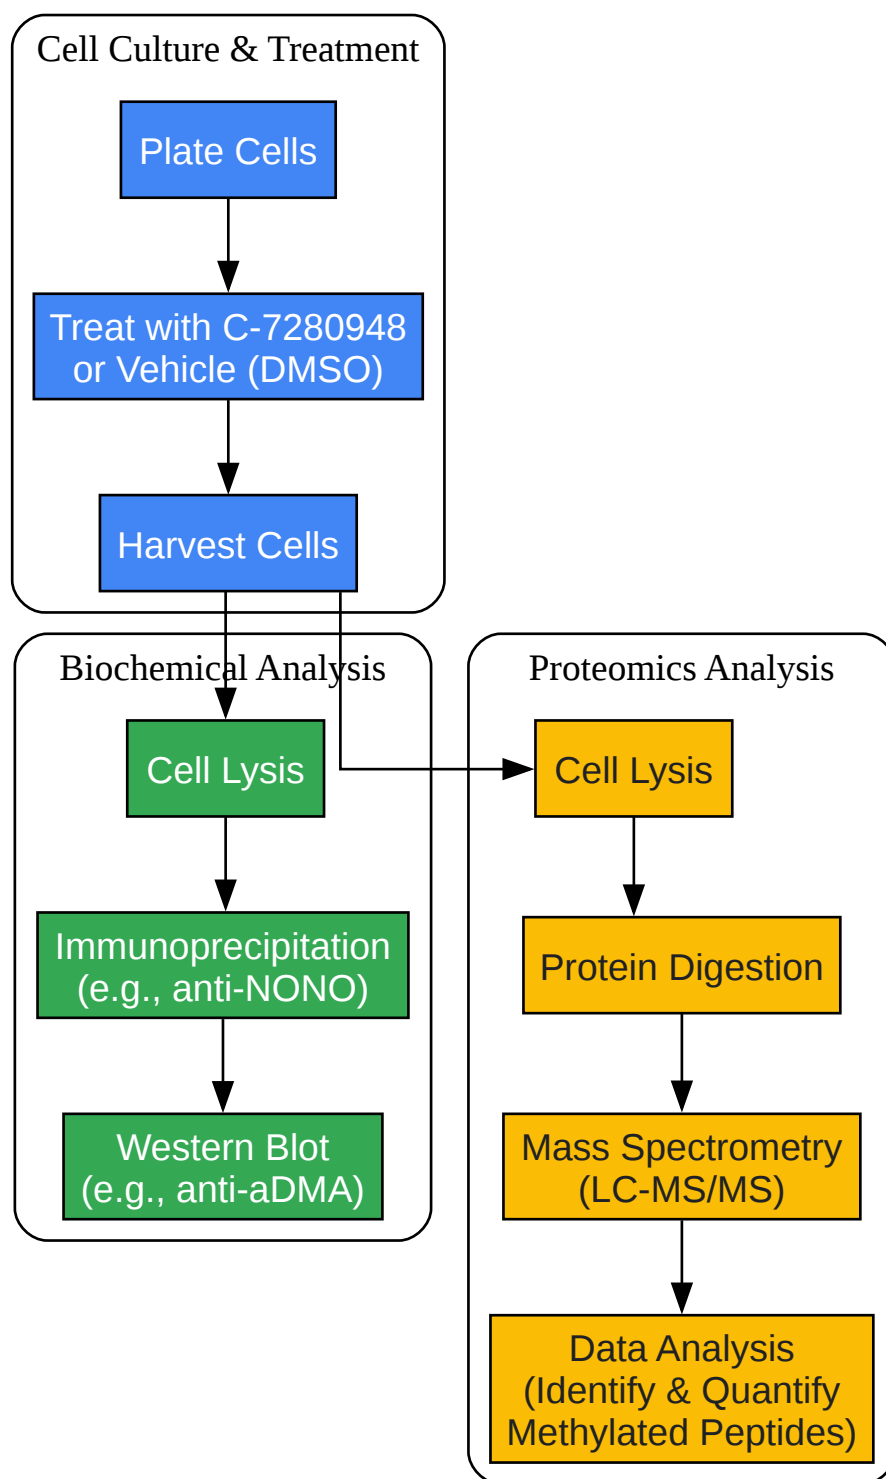 Cell Culture & Treatment
Plate Cells
Treat with C-7280948
or Vehicle (DMSO)
Harvest Cells
Biochemical Analysis
Cell Lysis
Immunoprecipitation
(e.g., anti-NONO)
Western Blot
(e.g., anti-aDMA)
Proteomics Analysis
Cell Lysis
Protein Digestion
Mass Spectrometry
(LC-MS/MS)
Data Analysis
(Identify & Quantify
Methylated Peptides)